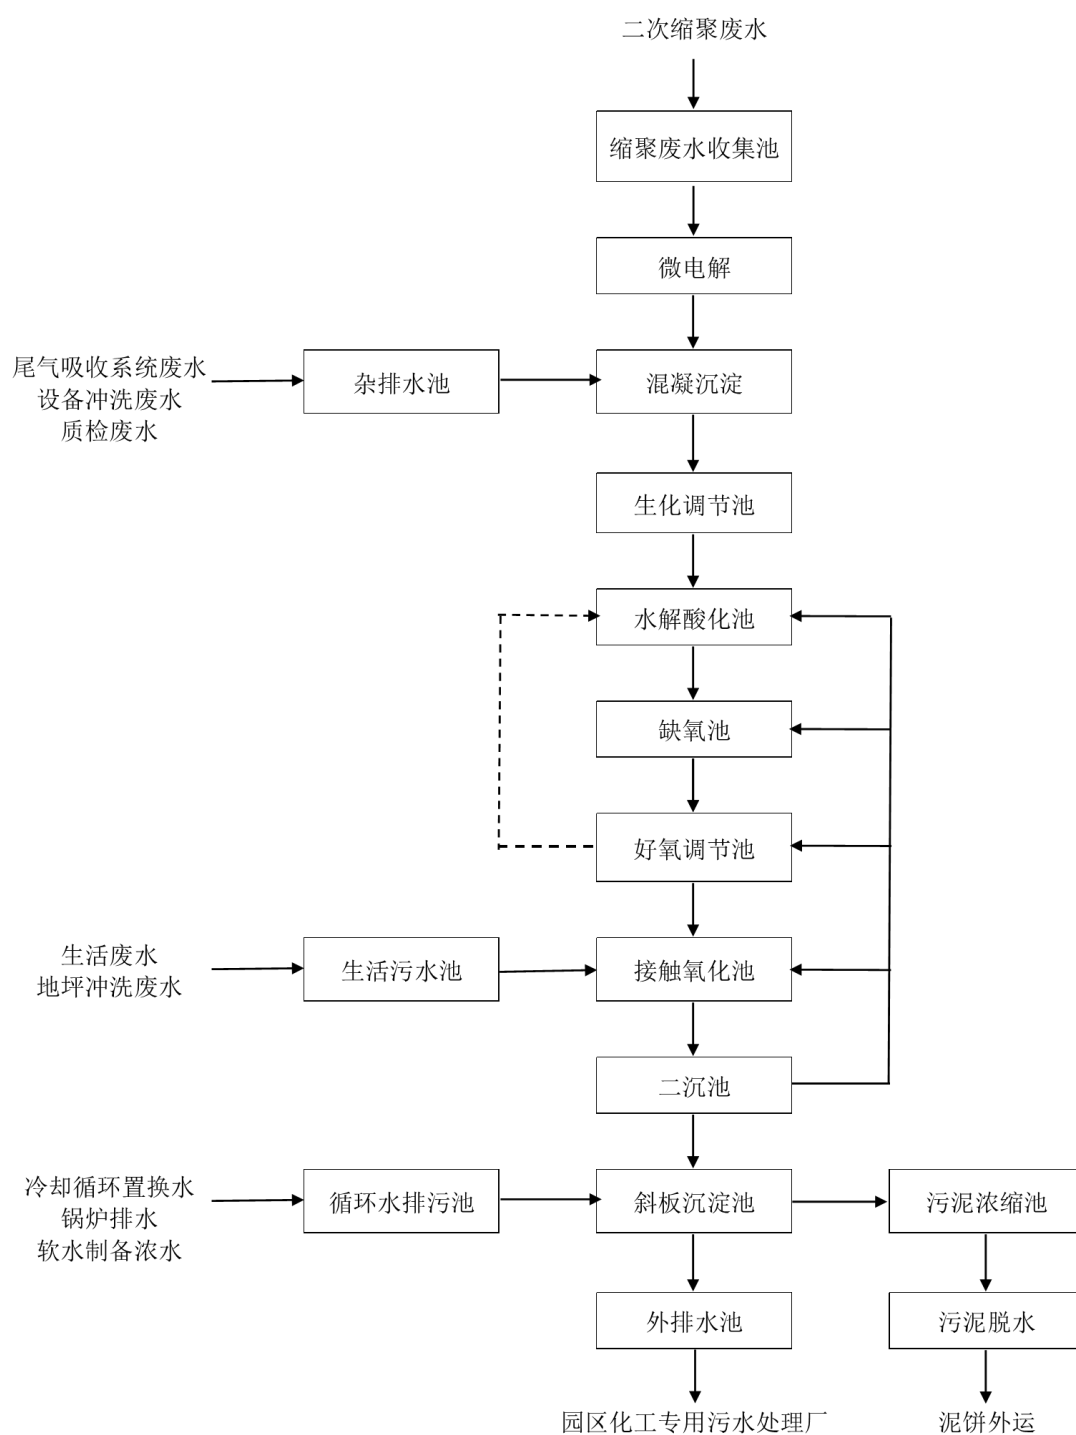 二次缩聚废水
缩聚废水收集池
微电解
尾气吸收系统废水
设备冲洗废水
质检废水
杂排水池
混凝沉淀
生化调节池
水解酸化池
缺氧池
好氧调节池
生活废水
地坪冲洗废水
生活污水池
接触氧化池
二沉池
冷却循环置换水
锅炉排水
软水制备浓水
循环水排污池
斜板沉淀池
污泥浓缩池
外排水池
污泥脱水
园区化工专用污水处理厂
泥饼外运